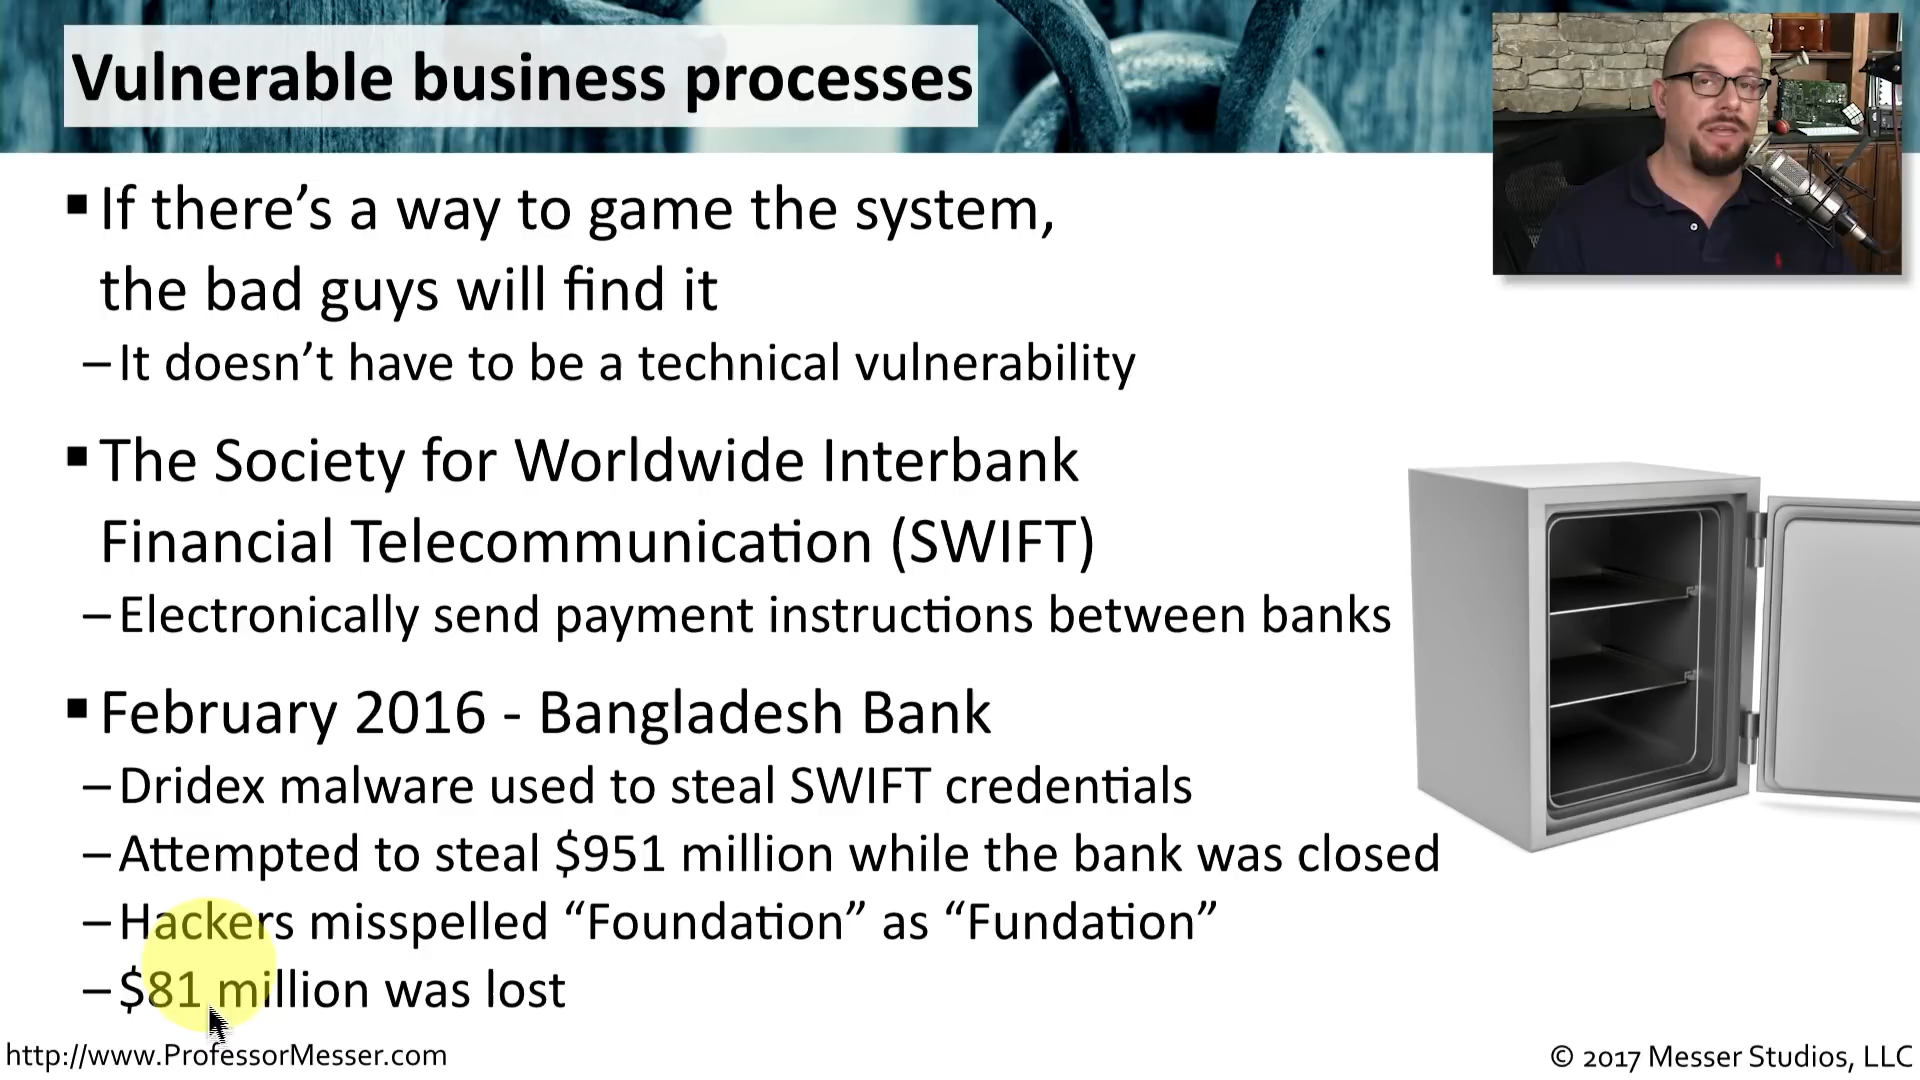 Vulnerable business processes
▪ If there’s a way to game the system,
the bad guys will find it
– It doesn’t have to be a technical vulnerability
▪ The Society for Worldwide Interbank
Financial Telecommunication (SWIFT)
– Electronically send payment instructions between banks
▪ February 2016 - Bangladesh Bank
– Dridex malware used to steal SWIFT credentials
– Attempted to steal $951 million while the bank was closed
– Hackers misspelled “Foundation” as “Fundation”
– $81 million was lost
http://www.ProfessorMesser.com
© 2017 Messer Studios, LLC